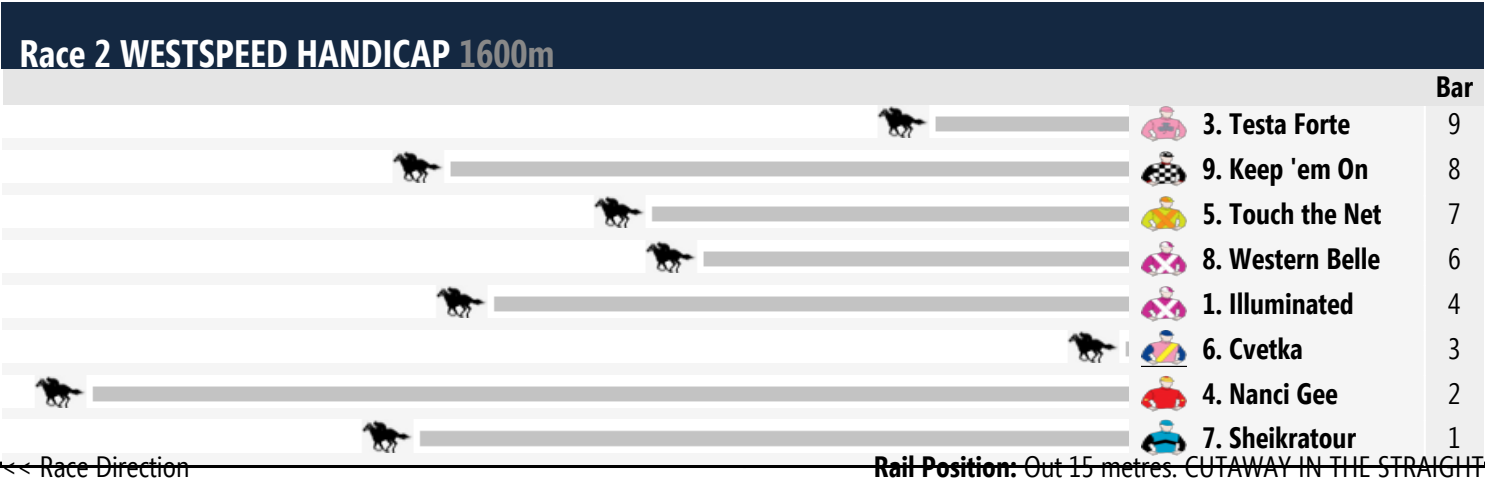 Race 2 WESTSPEED HANDICAP 1600m
Bar
3. Testa Forte 9
9. Keep 'em On 8
5. Touch the Net 7
8. Western Belle 6
1. Illuminated 4
6. Cvetka 3
4. Nanci Gee 2
7. Sheikratour 1
<< Race Direction Rail Position: Out 15 metres. CUTAWAY IN THE STRAIGHT